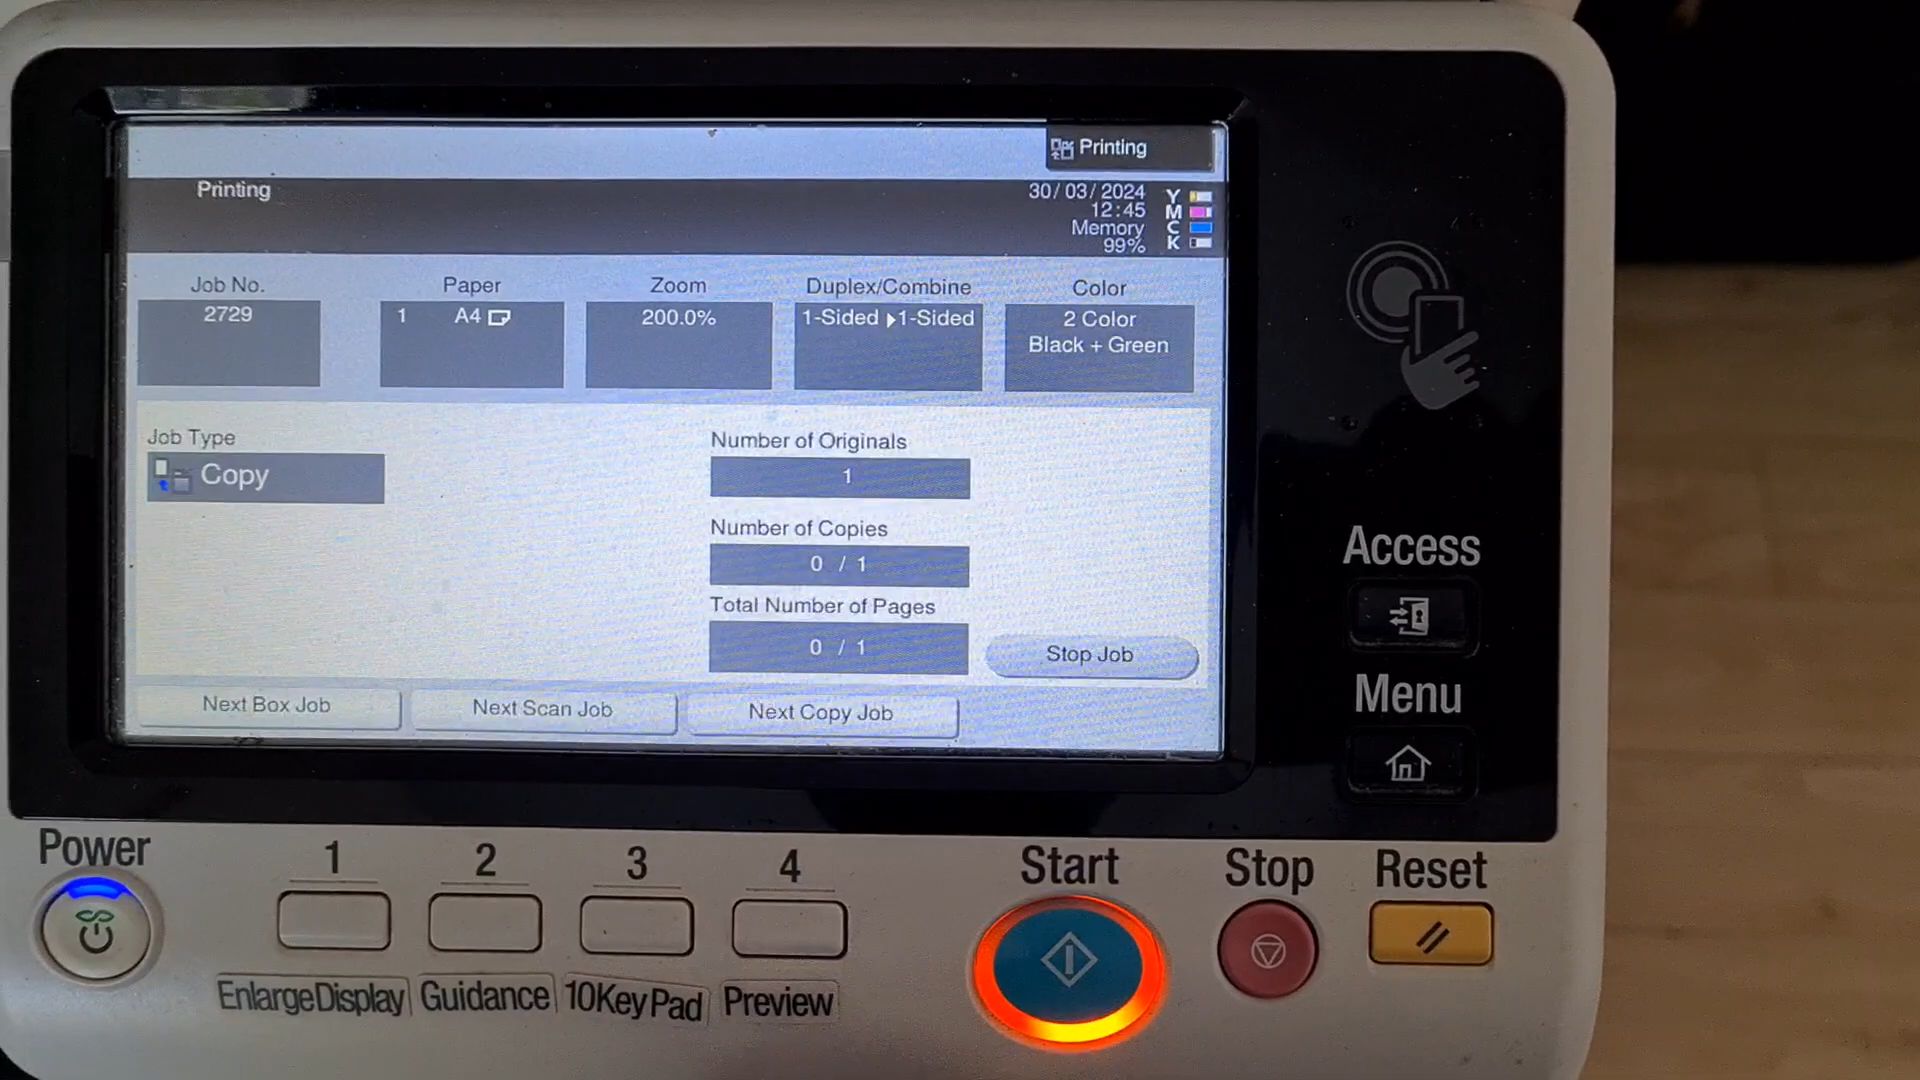 Printing
Printing
30/03/2024
12:45
Memory
99%
Y
M
C
K
Job No.
2729
Paper
1 A4
Zoom
200.0%
Duplex/Combine
1-Sided ▶1-Sided
Color
2 Color
Black + Green
Job Type
Copy
Number of Originals
1
Number of Copies
0 / 1
Total Number of Pages
0 / 1
Stop Job
Next Box Job
Next Scan Job
Next Copy Job
Access
Menu
Power
1
2
3
4
Start
Stop
Reset
EnlargeDisplay
Guidance
10KeyPad
Preview